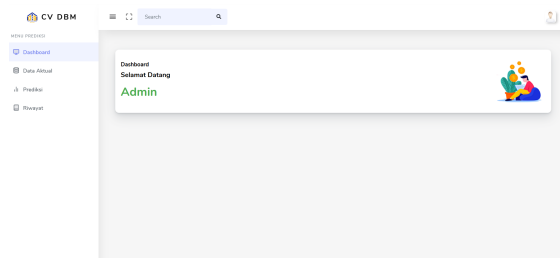 CV DBM
Search
MENU PREDIKSI
Dashboard
Data Aktual
Prediksi
Riwayat
Dashboard
Selamat Datang
Admin